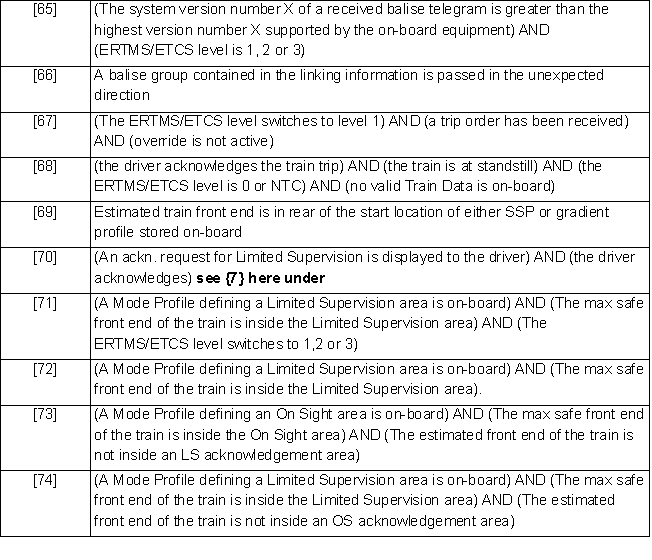 [65] (The system version number X of a received balise telegram is greater than the
highest version number X supported by the on-board equipment) AND
(ERTMS/ETCS level is 1, 2 or 3)
[66] A balise group contained in the linking information is passed in the unexpected
direction
[67] (The ERTMS/ETCS level switches to level 1) AND (a trip order has been received)
AND (override is not active)
[68] (the driver acknowledges the train trip) AND (the train is at standstill) AND (the
ERTMS/ETCS level is 0 or NTC) AND (no valid Train Data is on-board)
[69] Estimated train front end is in rear of the start location of either SSP or gradient
profile stored on-board
[70] (An ackn. request for Limited Supervision is displayed to the driver) AND (the driver
acknowledges) see {7} here under
[71] (A Mode Profile defining a Limited Supervision area is on-board) AND (The max safe
front end of the train is inside the Limited Supervision area) AND (The
ERTMS/ETCS level switches to 1,2 or 3)
[72] (A Mode Profile defining a Limited Supervision area is on-board) AND (The max safe
front end of the train is inside the Limited Supervision area).
[73] (A Mode Profile defining an On Sight area is on-board) AND (The max safe front end
of the train is inside the On Sight area) AND (The estimated front end of the train is
not inside an LS acknowledgement area)
[74] (A Mode Profile defining a Limited Supervision area is on-board) AND (The max safe
front end of the train is inside the Limited Supervision area) AND (The estimated
front end of the train is not inside an OS acknowledgement area)